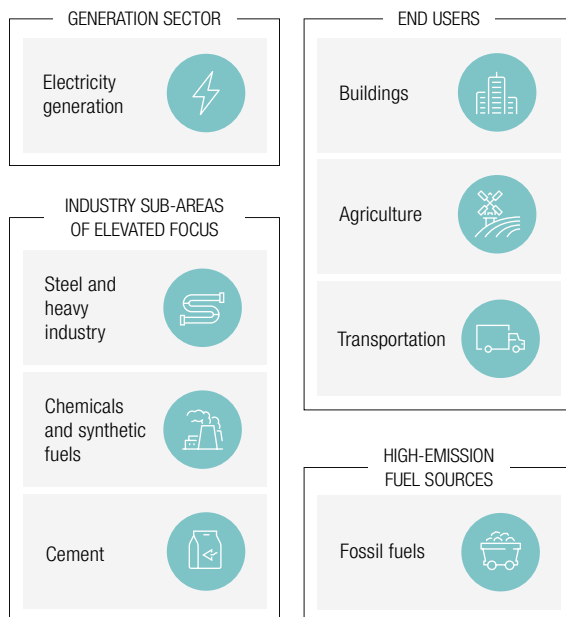 GENERATION SECTOR
Electricity
generation
INDUSTRY SUB-AREAS
OF ELEVATED FOCUS
Steel and
heavy
industry
Chemicals
and synthetic
fuels
Cement
END USERS
Buildings
Agriculture
Transportation
HIGH-EMISSION
FUEL SOURCES
Fossil fuels